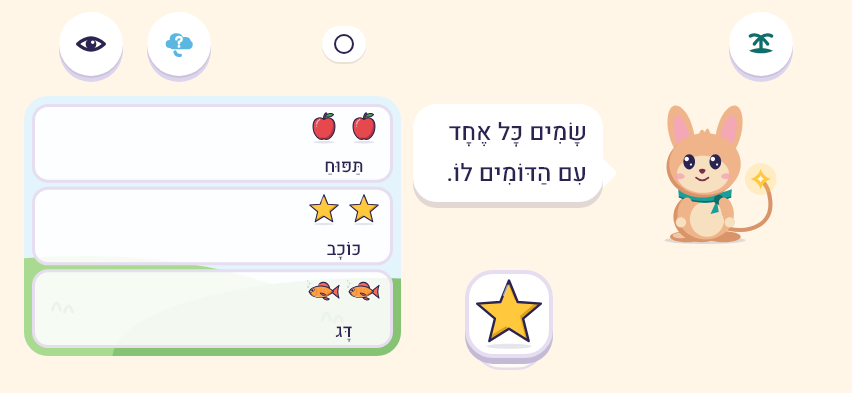 שָׂמִים כָּל אֶחָד
עִם הַדּוֹמִים לוֹ.
תַּפּוּחַ
כּוֹכָב
דָּג
?